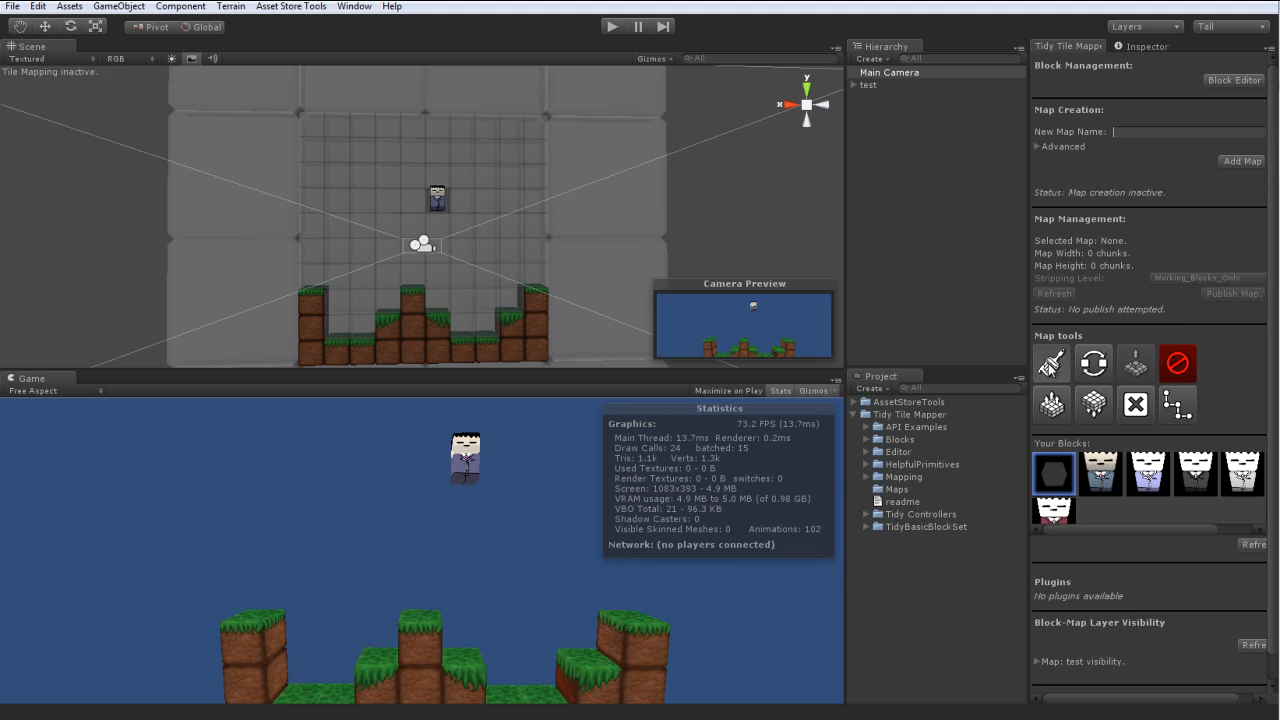 File Edit Assets GameObject Component Terrain Asset Store Tools Window Help
Pivot Global Layers Tall
Scene
Textured RGB Gizmos All
Tile Mapping inactive.
y
x
Camera Preview
Game
Free Aspect Maximize on Play Stats Gizmos
Statistics
Graphics: 73.2 FPS (13.7ms)
Main Thread: 13.7ms Renderer: 0.2ms
Draw Calls: 24 batched: 15
Tris: 1.1k Verts: 1.3k
Used Textures: 0 - 0 B
Render Textures: 0 - 0 B switches: 0
Screen: 1083x393 - 4.9 MB
VRAM usage: 4.9 MB to 5.0 MB (of 0.98 GB)
VBO Total: 21 - 96.3 KB
Shadow Casters: 0
Visible Skinned Meshes: 0 Animations: 102
Network: (no players connected)
Hierarchy
Create All
Main Camera
test
Project
Create All
AssetStoreTools
Tidy Tile Mapper
API Examples
Blocks
Editor
HelpfulPrimitives
Mapping
Maps
readme
Tidy Controllers
TidyBasicBlockSet
Tidy Tile Mappe Inspector
Block Management:
Block Editor
Map Creation:
New Map Name:
Advanced
Add Map
Status: Map creation inactive.
Map Management:
Selected Map: None.
Map Width: 0 chunks.
Map Height: 0 chunks.
Stripping Level: Working_Blocks_Only
Refresh Publish Map.
Status: No publish attempted.
Map tools
Your Blocks:
Refre
Plugins
No plugins available
Block-Map Layer Visibility
Refre
Map: test visibility.